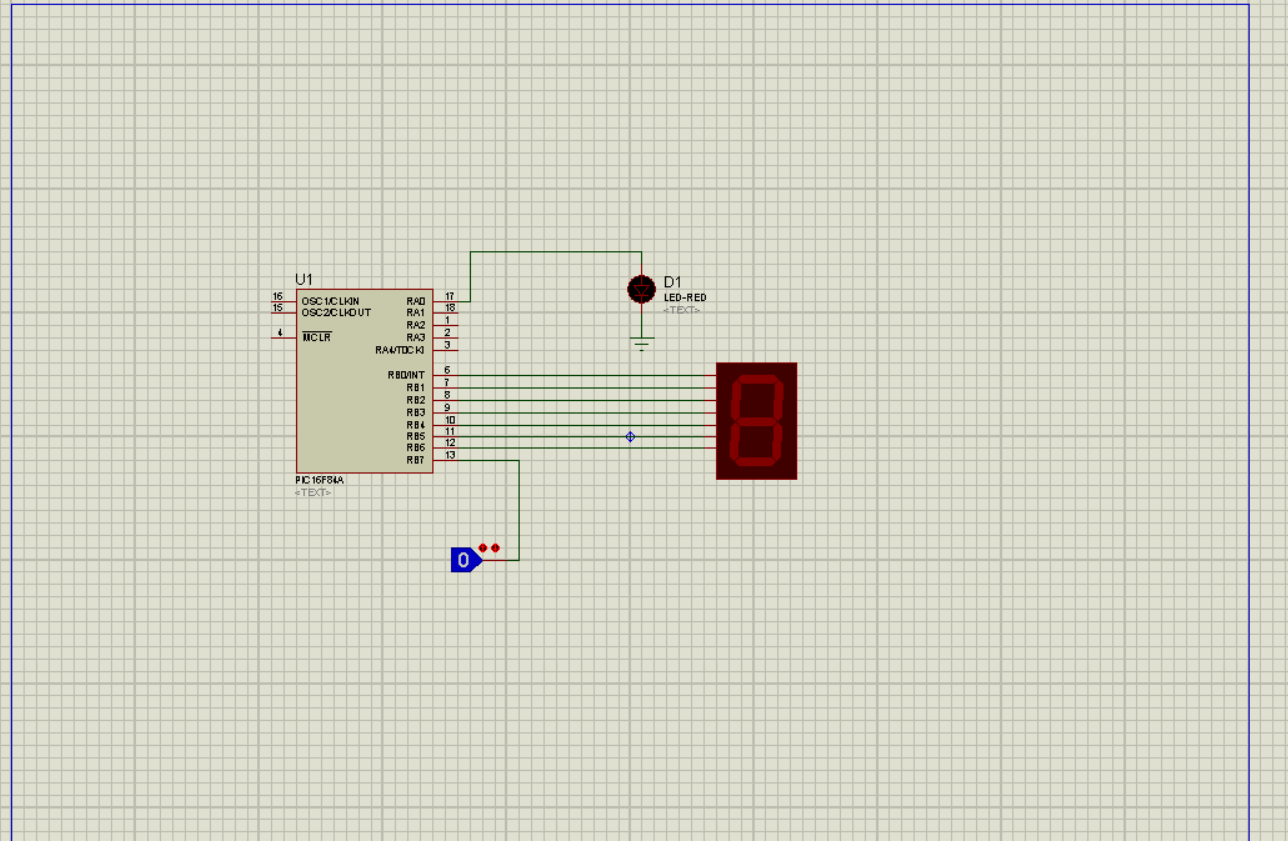 U1
16 OSC1/CLKIN RA0 17
15 OSC2/CLKOUT RA1 18
RA2 1
4 MCLR RA3 2
RA4/T0CKI 3
RB0/INT 6
RB1 7
RB2 8
RB3 9
RB4 10
RB5 11
RB6 12
RB7 13
PIC16F84A
<TEXT>
D1
LED-RED
<TEXT>
0